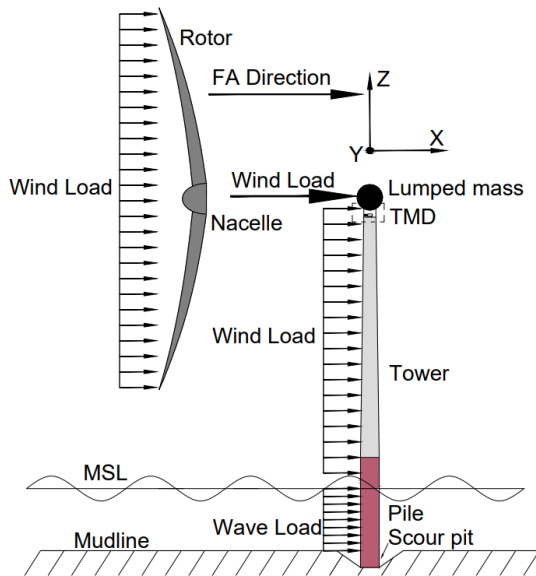 Rotor
FA Direction
Z
Y
X
Wind Load
Wind Load
Lumped mass
Nacelle
TMD
Wind Load
Tower
MSL
Wave Load
Pile
Scour pit
Mudline